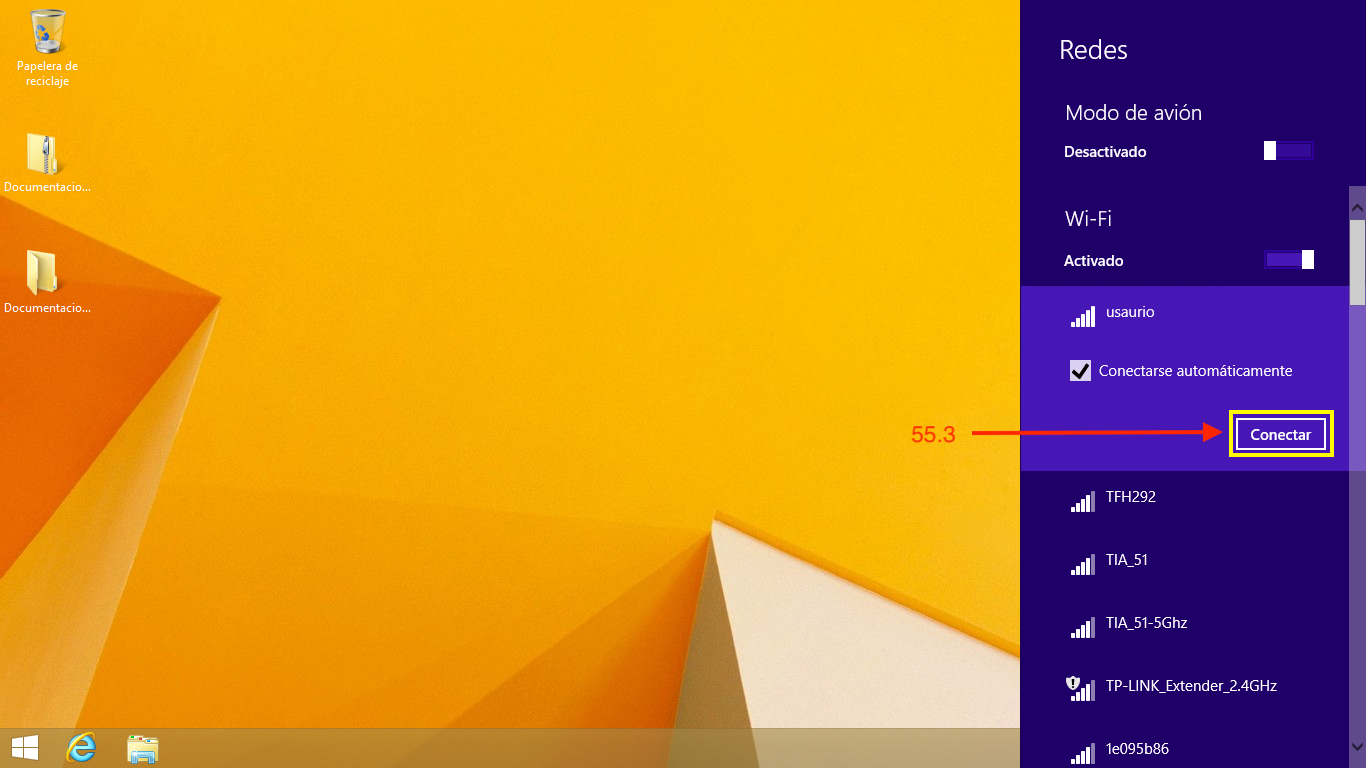 Papelera de
reciclaje
Documentacio...
Documentacio...
Redes
Modo de avión
Desactivado
Wi-Fi
Activado
usaurio
Conectarse automáticamente
55.3
Conectar
TFH292
TIA_51
TIA_51-5Ghz
TP-LINK_Extender_2.4GHz
1e095b86